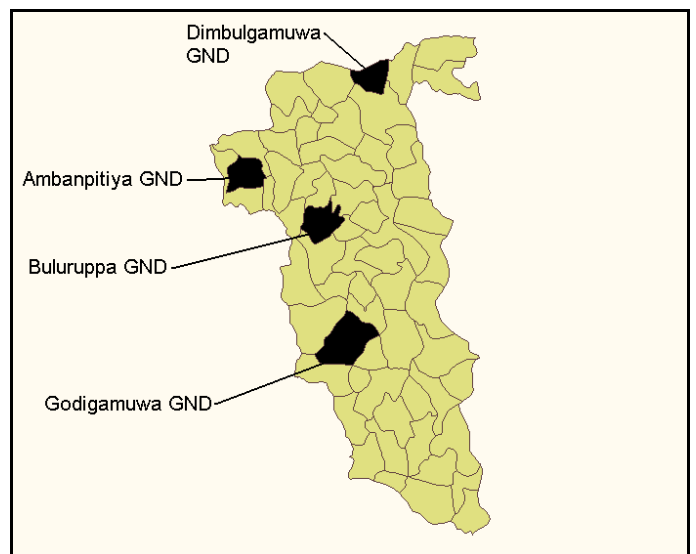 Dimbulgamuwa
GND
Ambanpitiya GND
Buluruppa GND
Godigamuwa GND